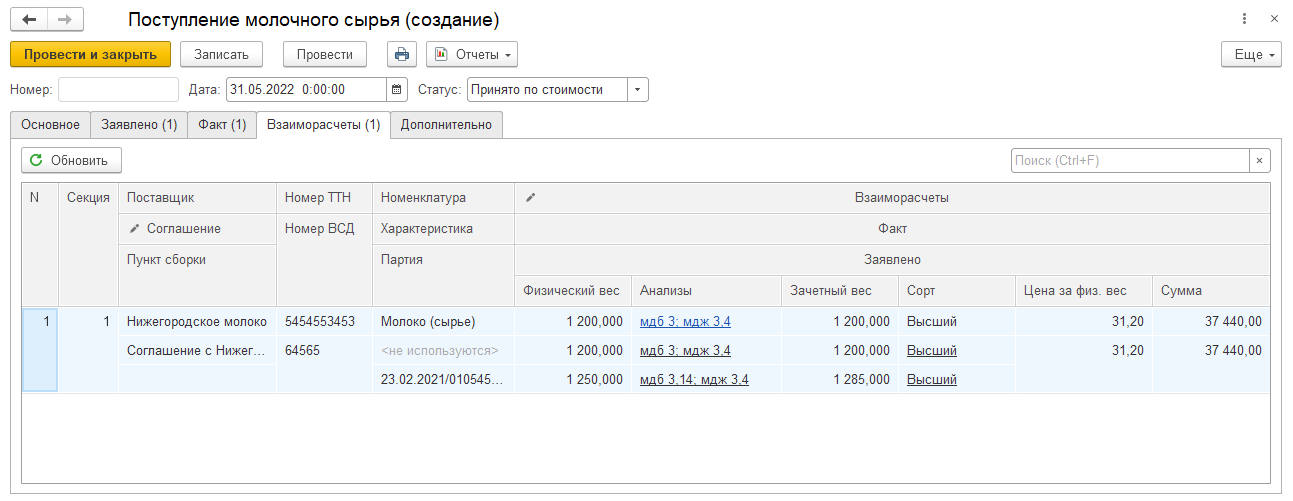 Поступление молочного сырья (создание)
Провести и закрыть Записать Провести Отчеты Еще
Номер: Дата: 31.05.2022 0:00:00 Статус: Принято по стоимости
Основное Заявлено (1) Факт (1) Взаиморасчеты (1) Дополнительно
Обновить Поиск (Ctrl+F)
N Секция Поставщик Номер ТТН Номенклатура Взаиморасчеты
Соглашение Номер ВСД Характеристика Факт
Пункт сборки Партия Заявлено
Физический вес Анализы Зачетный вес Сорт Цена за физ. вес Сумма
1 1 Нижегородское молоко 5454553453 Молоко (сырье) 1 200,000 мдб 3; мдж 3,4 1 200,000 Высший 31,20 37 440,00
Соглашение с Нижег... 64565 <не используются> 1 200,000 мдб 3; мдж 3,4 1 200,000 Высший 31,20 37 440,00
23.02.2021/010545... 1 250,000 мдб 3,14; мдж 3,4 1 285,000 Высший